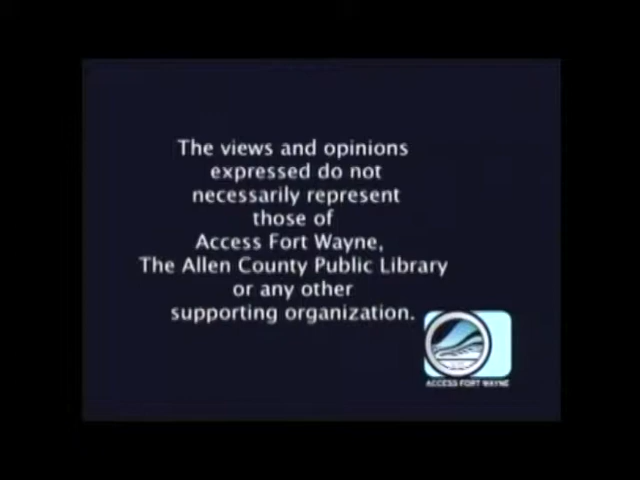 The views and opinions
expressed do not
necessarily represent
those of
Access Fort Wayne,
The Allen County Public Library
or any other
supporting organization.
ACCESS FORT WAYNE